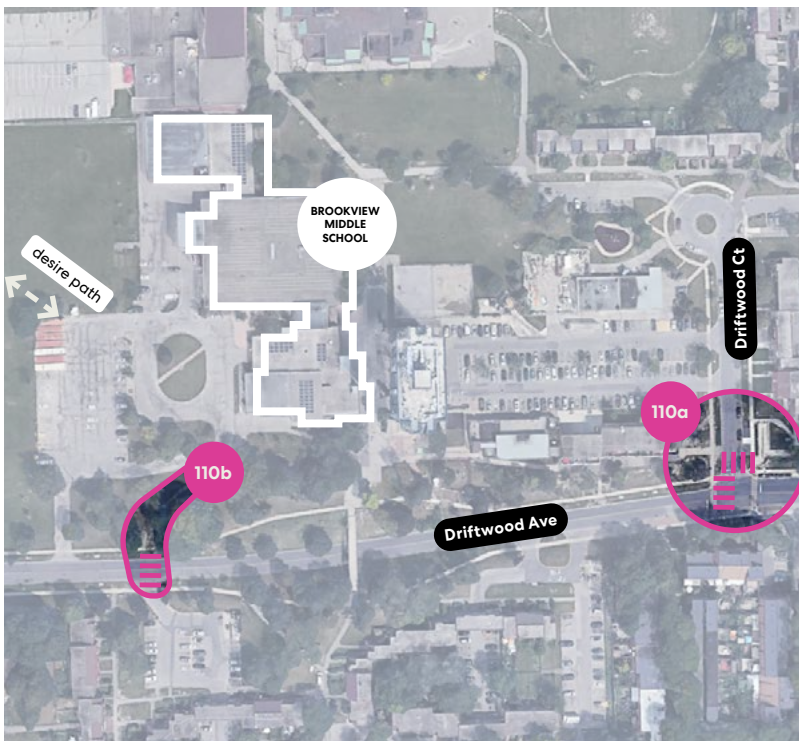 BROOKVIEW
MIDDLE
SCHOOL
desire path
Driftwood Ct
110a
110b
Driftwood Ave